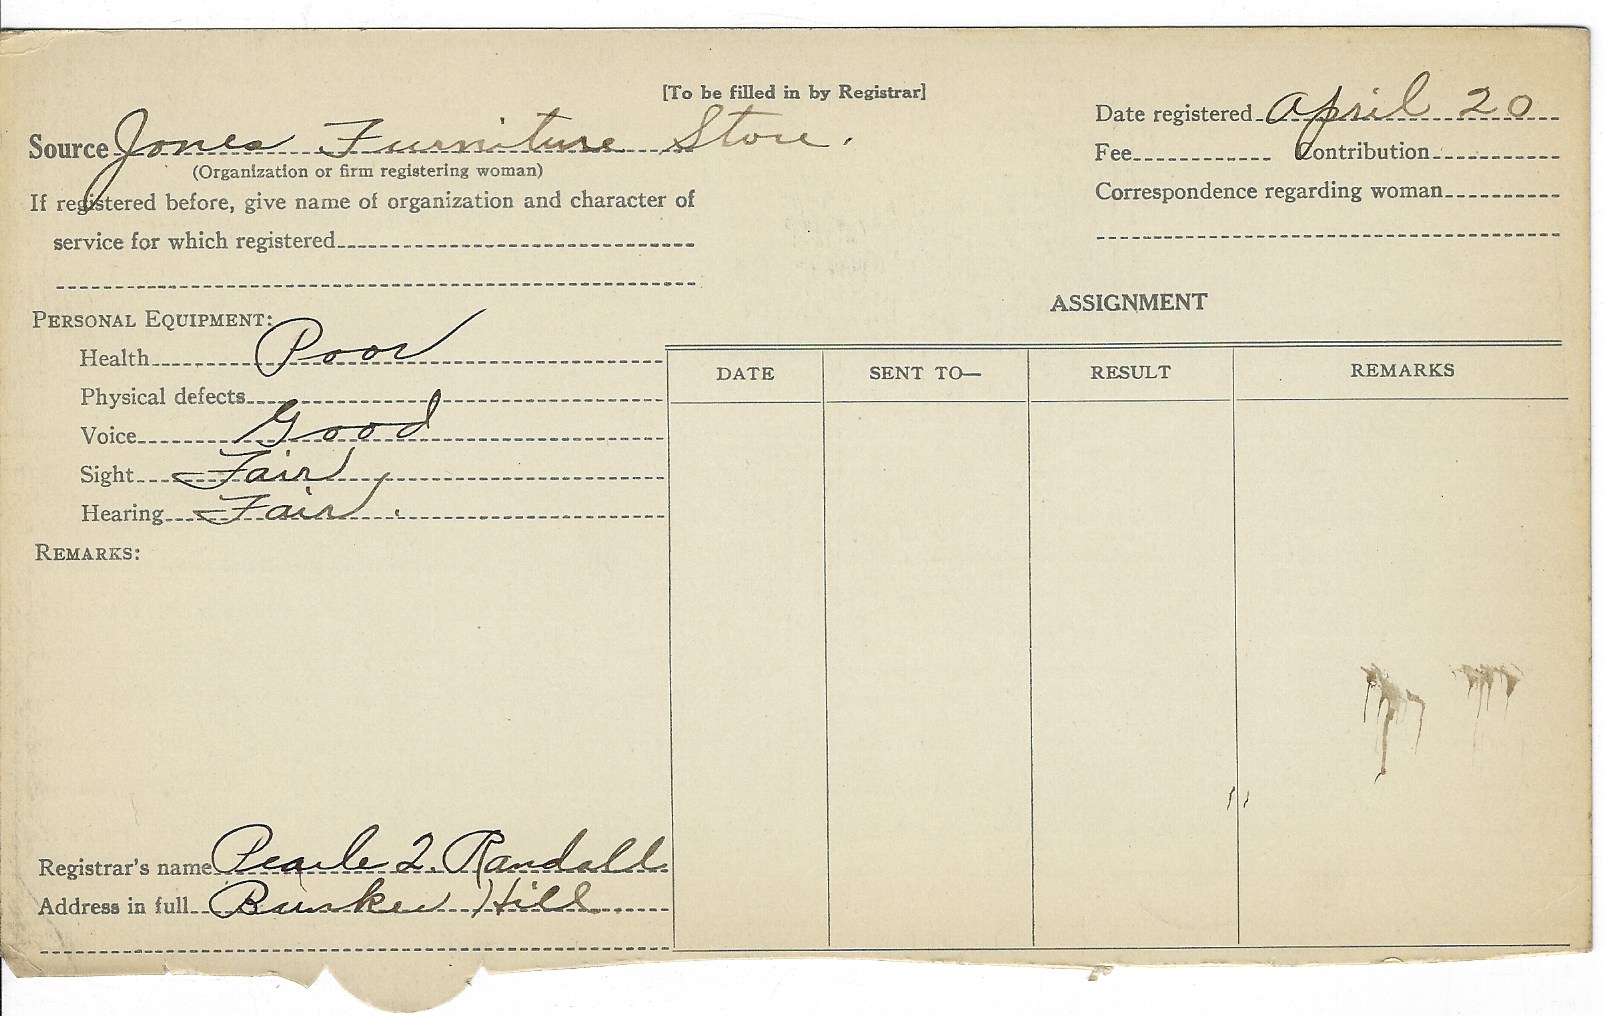 [To be filled in by Registrar]
Source Jones Furniture Store.
(Organization or firm registering woman)
If registered before, give name of organization and character of
service for which registered
Date registered April 20
Fee Contribution
Correspondence regarding woman
PERSONAL EQUIPMENT:
Health Poor
Physical defects
Voice Good
Sight Fair
Hearing Fair.
REMARKS:
Registrar's name Pearle Q. Randall
Address in full Bunker Hill
ASSIGNMENT
DATE SENT TO— RESULT REMARKS